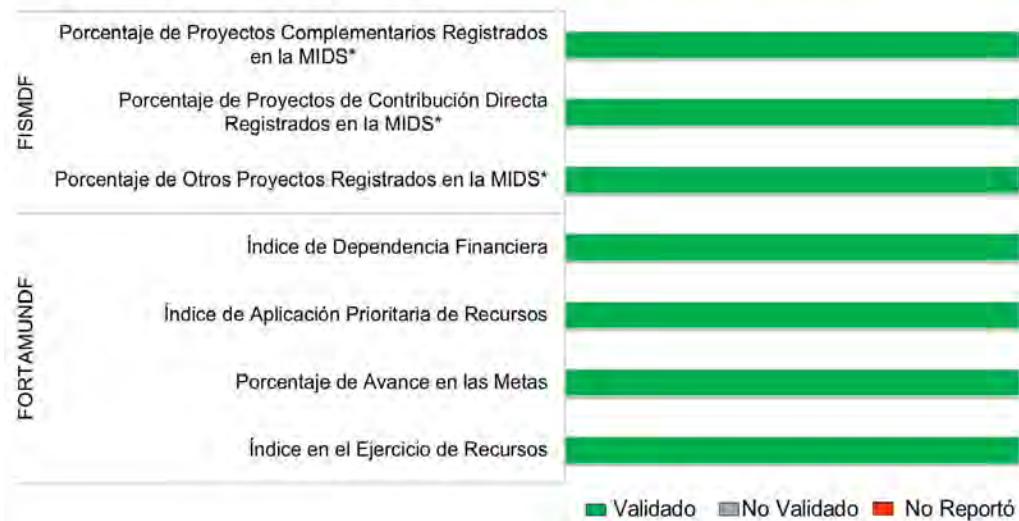 FISMDF
Porcentaje de Proyectos Complementarios Registrados
en la MIDS*
Porcentaje de Proyectos de Contribución Directa
Registrados en la MIDS*
Porcentaje de Otros Proyectos Registrados en la MIDS*
FORTAMUNDF
Índice de Dependencia Financiera
Índice de Aplicación Prioritaria de Recursos
Porcentaje de Avance en las Metas
Índice en el Ejercicio de Recursos
Validado No Validado No Reportó